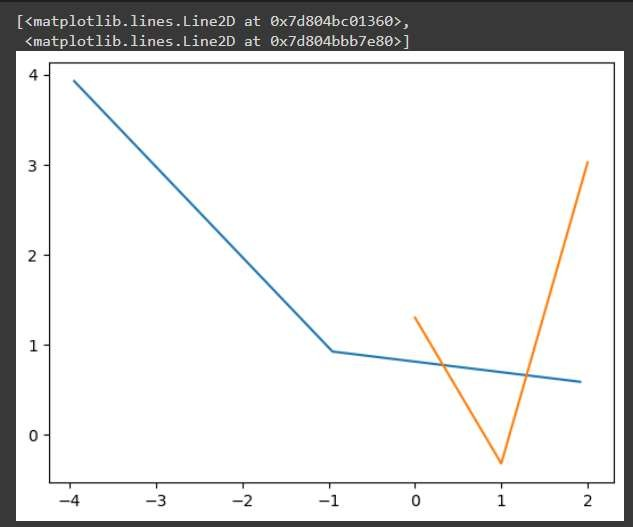 [<matplotlib.lines.Line2D at 0x7d804bc01360>,
<matplotlib.lines.Line2D at 0x7d804bbb7e80>]
4
3
2
1
0
−4 −3 −2 −1 0 1 2